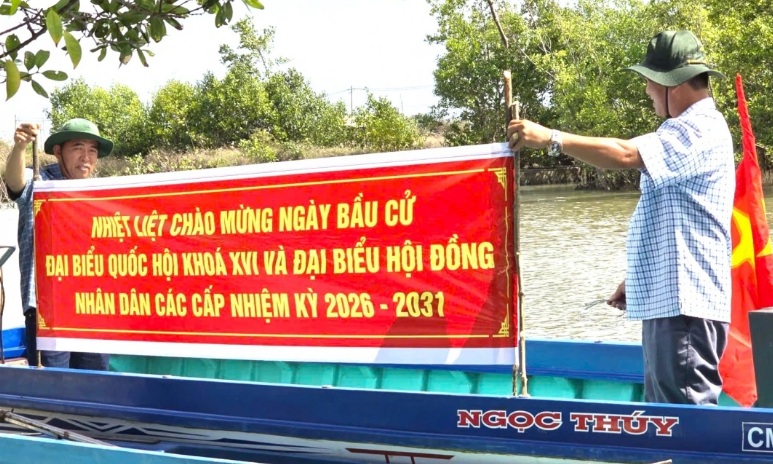 NHIỆT LIỆT CHÀO MỪNG NGÀY BẦU CỬ
ĐẠI BIỂU QUỐC HỘI KHOÁ XVI VÀ ĐẠI BIỂU HỘI ĐỒNG
NHÂN DÂN CÁC CẤP NHIỆM KỲ 2026 - 2031
NGỌC THÚY
CM